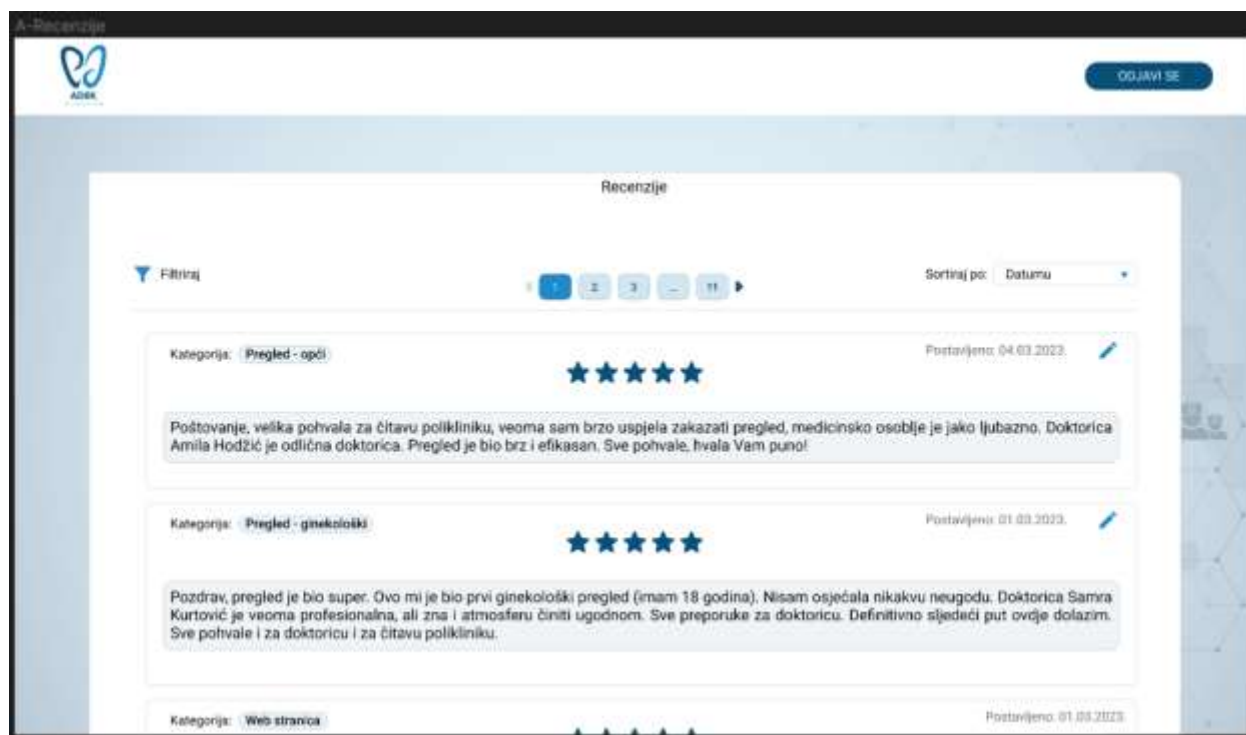 A-Recenzije
ADBK
ODJAVI SE
Recenzije
Filtriraj
1 2 3 ... 11
Sortiraj po: Datumu
Kategorija: Pregled - opći
Postavljeno: 04.03.2023.
Poštovanje, velika pohvala za čitavu polikliniku, veoma sam brzo uspjela zakazati pregled, medicinsko osoblje je jako ljubazno. Doktorica
Amila Hodžić je odlična doktorica. Pregled je bio brz i efikasan. Sve pohvale, hvala Vam puno!
Kategorija: Pregled - ginekološki
Postavljeno: 01.03.2023.
Pozdrav, pregled je bio super. Ovo mi je bio prvi ginekološki pregled (imam 18 godina). Nisam osjećala nikakvu neugodu. Doktorica Samra
Kurtović je veoma profesionalna, ali zna i atmosferu činiti ugodnom. Sve preporuke za doktoricu. Definitivno sljedeći put ovdje dolazim.
Sve pohvale i za doktoricu i za čitavu polikliniku.
Kategorija: Web stranica
Postavljeno: 01.03.2023.